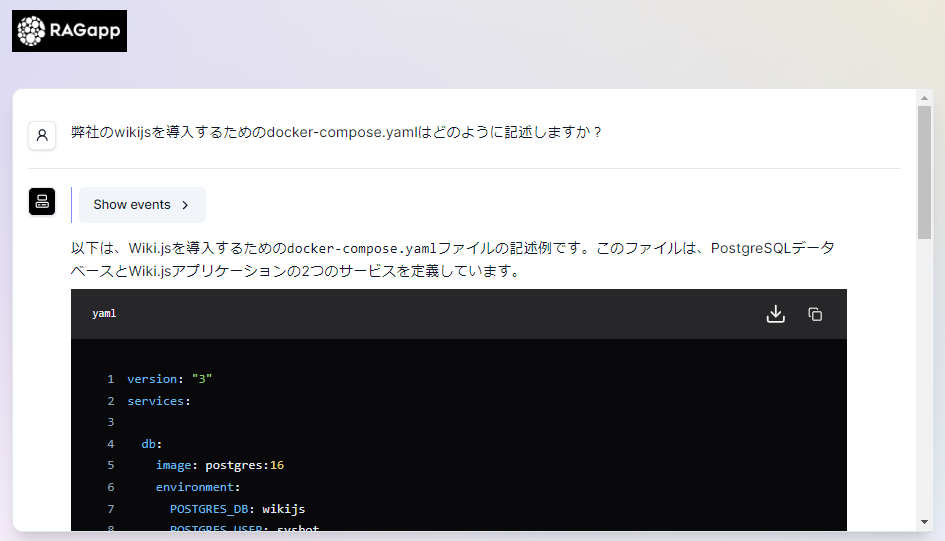 RAGapp
弊社のwikijsを導入するためのdocker-compose.yamlはどのように記述しますか？
Show events
以下は、Wiki.jsを導入するためのdocker-compose.yamlファイルの記述例です。このファイルは、PostgreSQLデータ
ベースとWiki.jsアプリケーションの2つのサービスを定義しています。
yaml
1 version: "3"
2 services:
3
4 db:
5 image: postgres:16
6 environment:
7 POSTGRES_DB: wikijs
8 POSTGRES_USER: sysbot